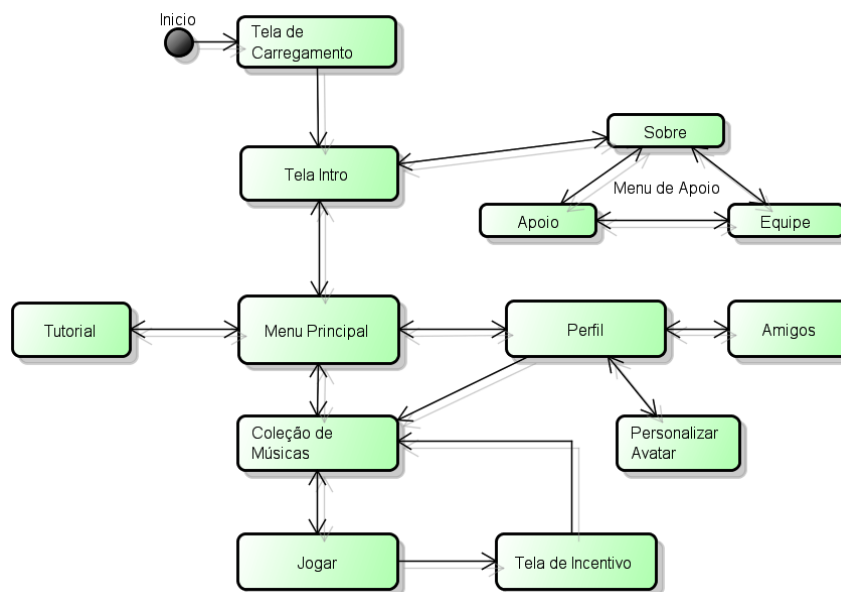 Inicio
Tela de
Carregamento
Sobre
Tela Intro
Menu de Apoio
Apoio
Equipe
Tutorial
Menu Principal
Perfil
Amigos
Coleção de
Músicas
Personalizar
Avatar
Jogar
Tela de Incentivo